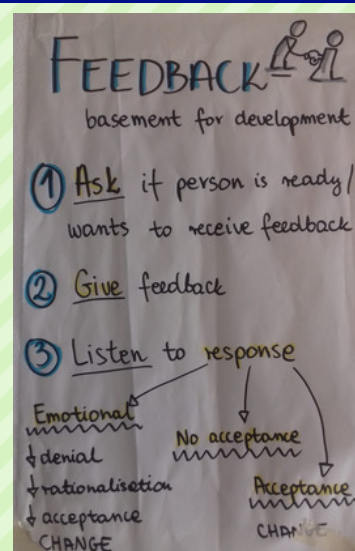 FEEDBACK
basement for development
1 Ask if person is ready/
wants to receive feedback
2 Give feedback
3 Listen to response
Emotional
denial
rationalisetion
acceptance
CHANGE
No acceptance
Acceptance
CHANGE